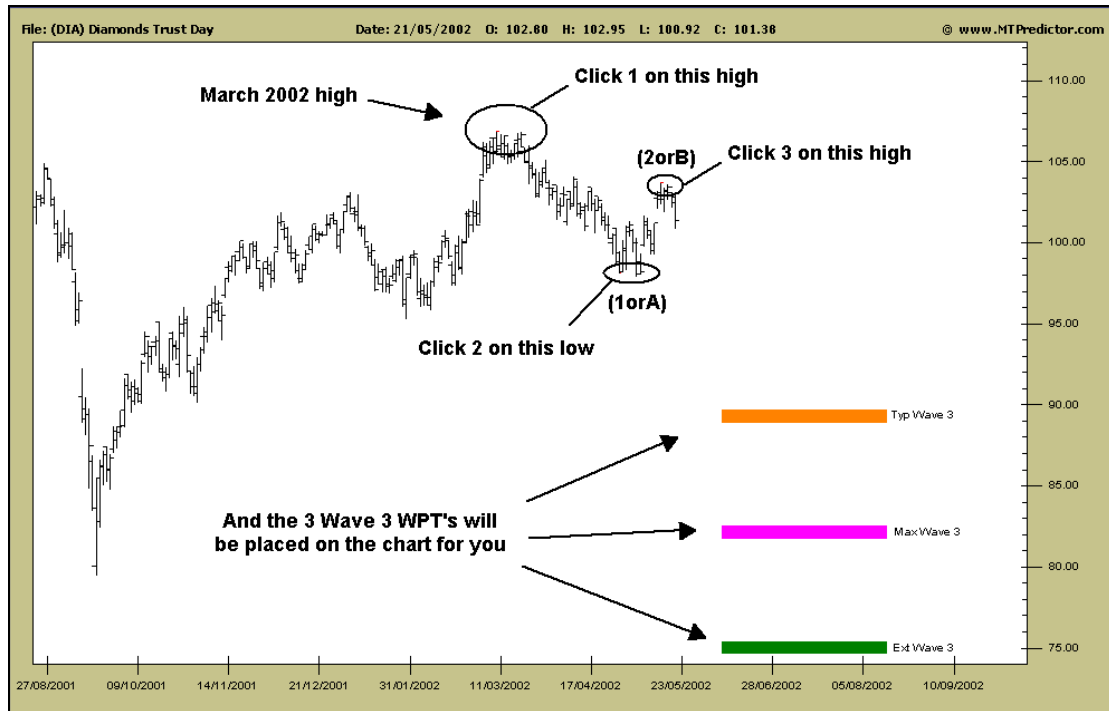 File: (DIA) Diamonds Trust Day Date: 21/05/2002 O: 102.80 H: 102.95 L: 100.92 C: 101.38 © www.MTPredictor.com
Click 1 on this high
March 2002 high
110.00
105.00
(2orB)
Click 3 on this high
100.00
(1orA)
95.00
Click 2 on this low
90.00
Typ Wave 3
85.00
And the 3 Wave 3 WPT's will
be placed on the chart for you
Max Wave 3
80.00
75.00
Ext Wave 3
27/08/2001 09/10/2001 14/11/2001 21/12/2001 31/01/2002 11/03/2002 17/04/2002 23/05/2002 28/06/2002 05/08/2002 10/09/2002